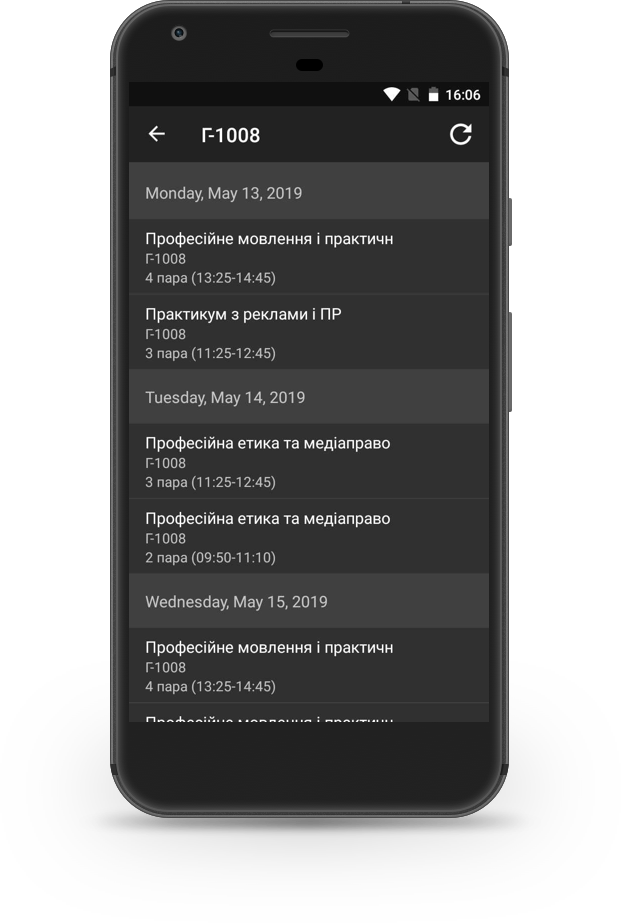 16:06
Г-1008
Monday, May 13, 2019
Професійне мовлення і практичн
Г-1008
4 пара (13:25-14:45)
Практикум з реклами і ПР
Г-1008
3 пара (11:25-12:45)
Tuesday, May 14, 2019
Професійна етика та медіаправо
Г-1008
3 пара (11:25-12:45)
Професійна етика та медіаправо
Г-1008
2 пара (09:50-11:10)
Wednesday, May 15, 2019
Професійне мовлення і практичн
Г-1008
4 пара (13:25-14:45)
Професійне мовлення і практичн